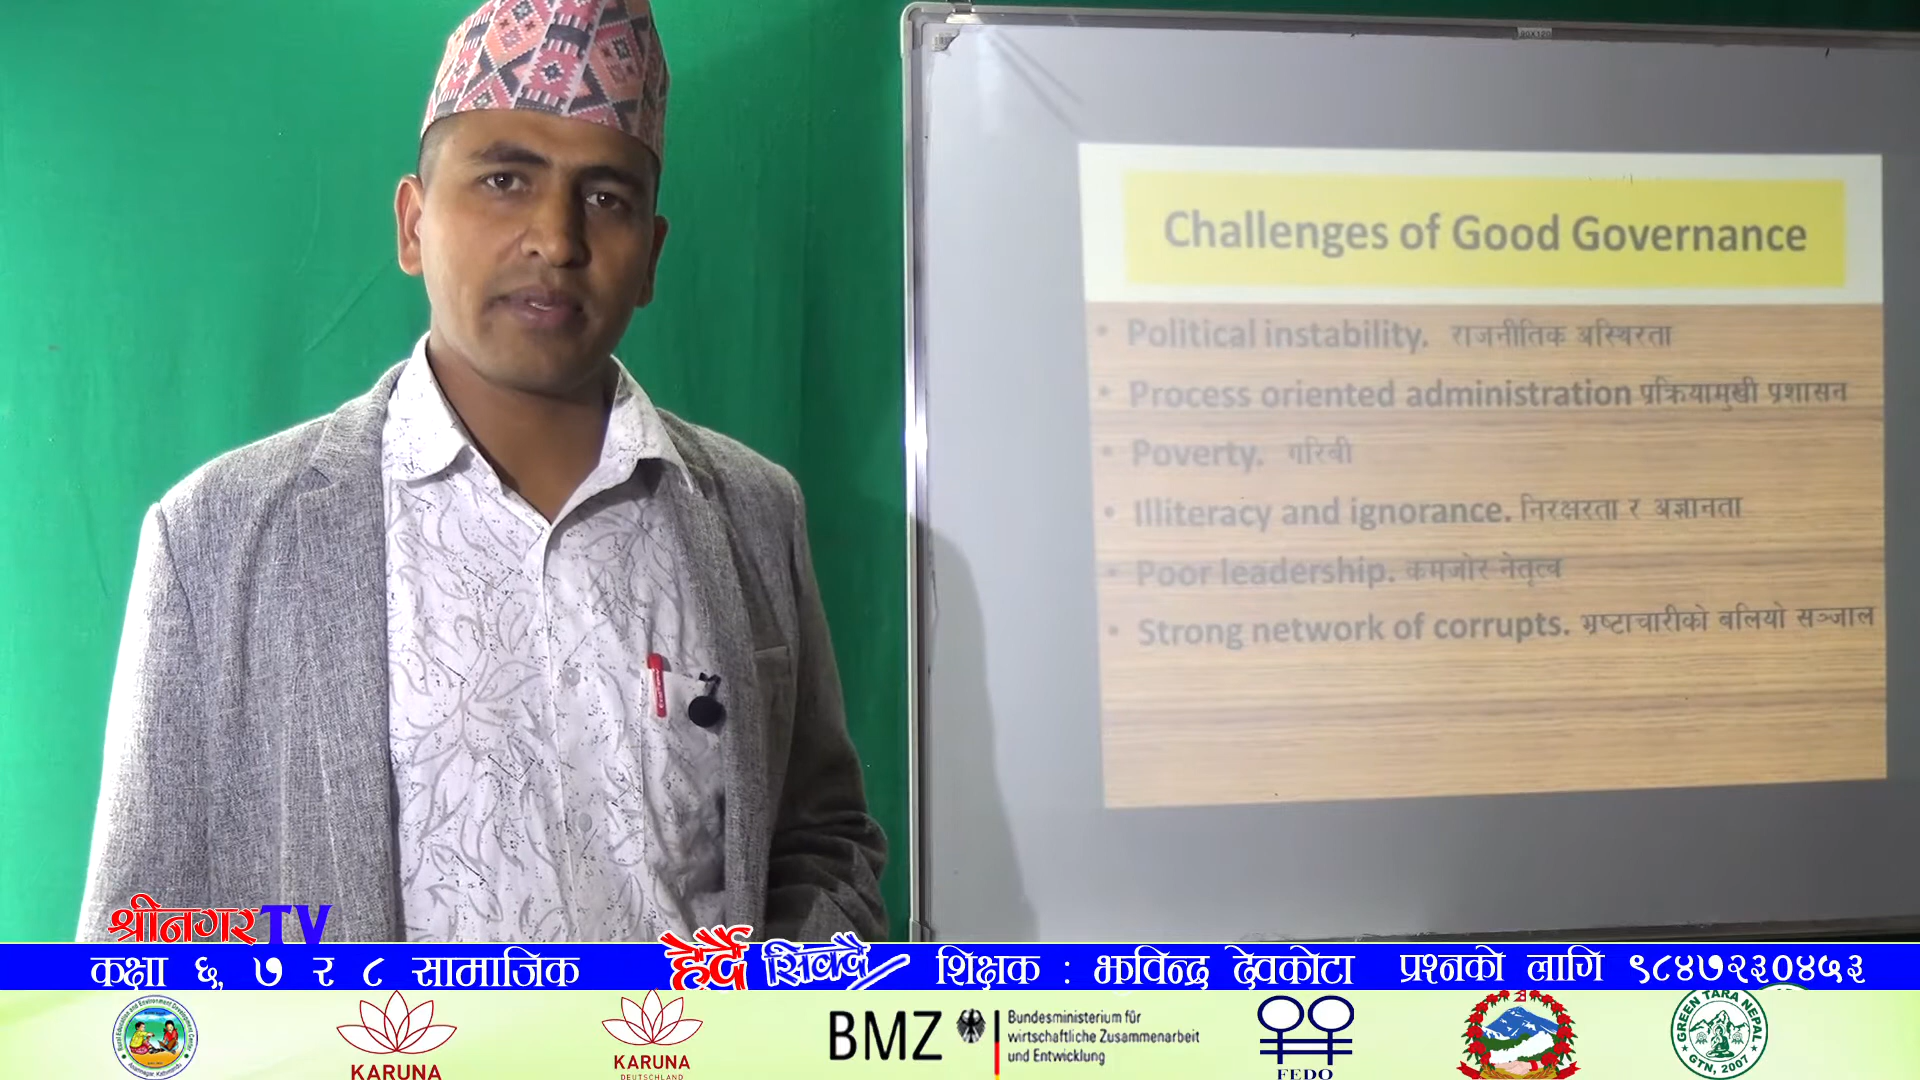 Challenges of Good Governance
• Political instability. राजनीतिक अस्थिरता
• Process oriented administration प्रक्रियामुखी प्रशासन
• Poverty. गरिबी
• Illiteracy and ignorance. निरक्षरता र अज्ञानता
• Poor leadership. कमजोर नेतृत्व
• Strong network of corrupts. भ्रष्टाचारीको बलियो सञ्जाल
श्रीनगर TV
कक्षा ६, ७ र ८ सामाजिक हेर्दै सिक्दै शिक्षक : झविन्द्र देवकोटा प्रश्नको लागि ९८४७२३०४५३
KARUNA
KARUNA
DEUTSCHLAND
BMZ
Bundesministerium für
wirtschaftliche Zusammenarbeit
und Entwicklung
FEDO
GREEN TARA NEPAL
GTN, 2007